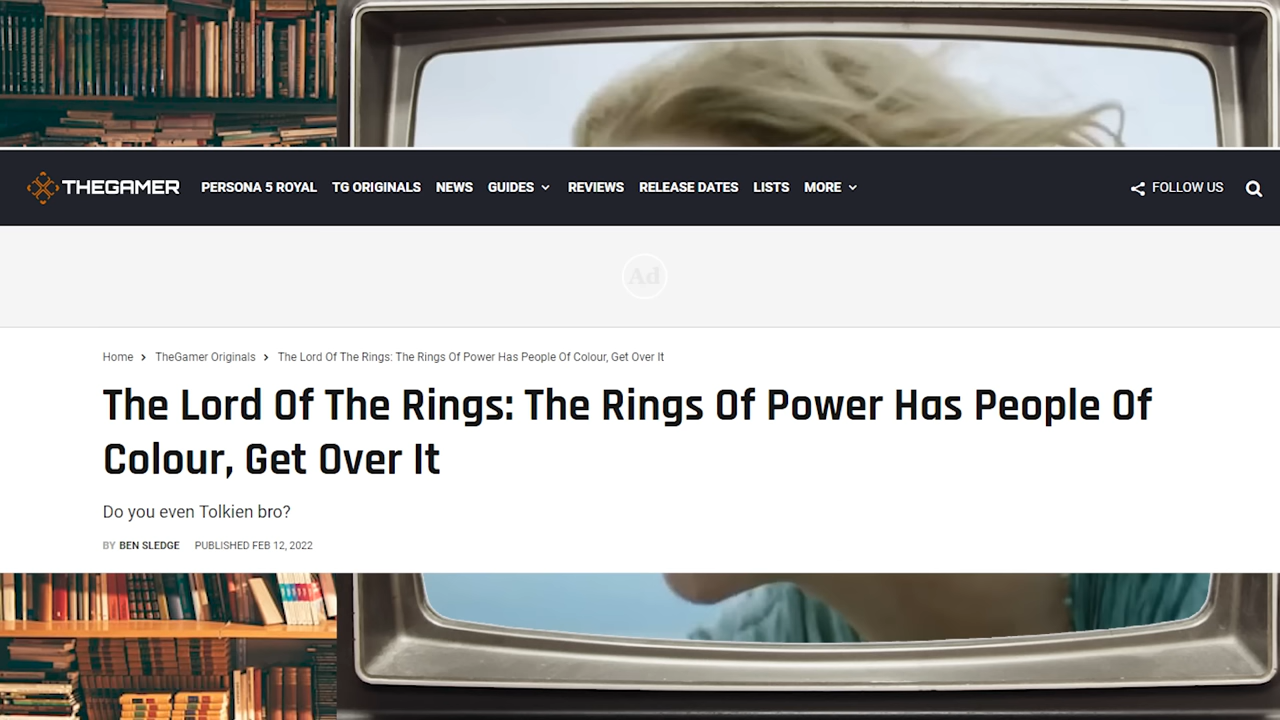 THEGAMER PERSONA 5 ROYAL TG ORIGINALS NEWS GUIDES REVIEWS RELEASE DATES LISTS MORE FOLLOW US
Ad
Home > TheGamer Originals > The Lord Of The Rings: The Rings Of Power Has People Of Colour, Get Over It
The Lord Of The Rings: The Rings Of Power Has People Of
Colour, Get Over It
Do you even Tolkien bro?
BY BEN SLEDGE PUBLISHED FEB 12, 2022